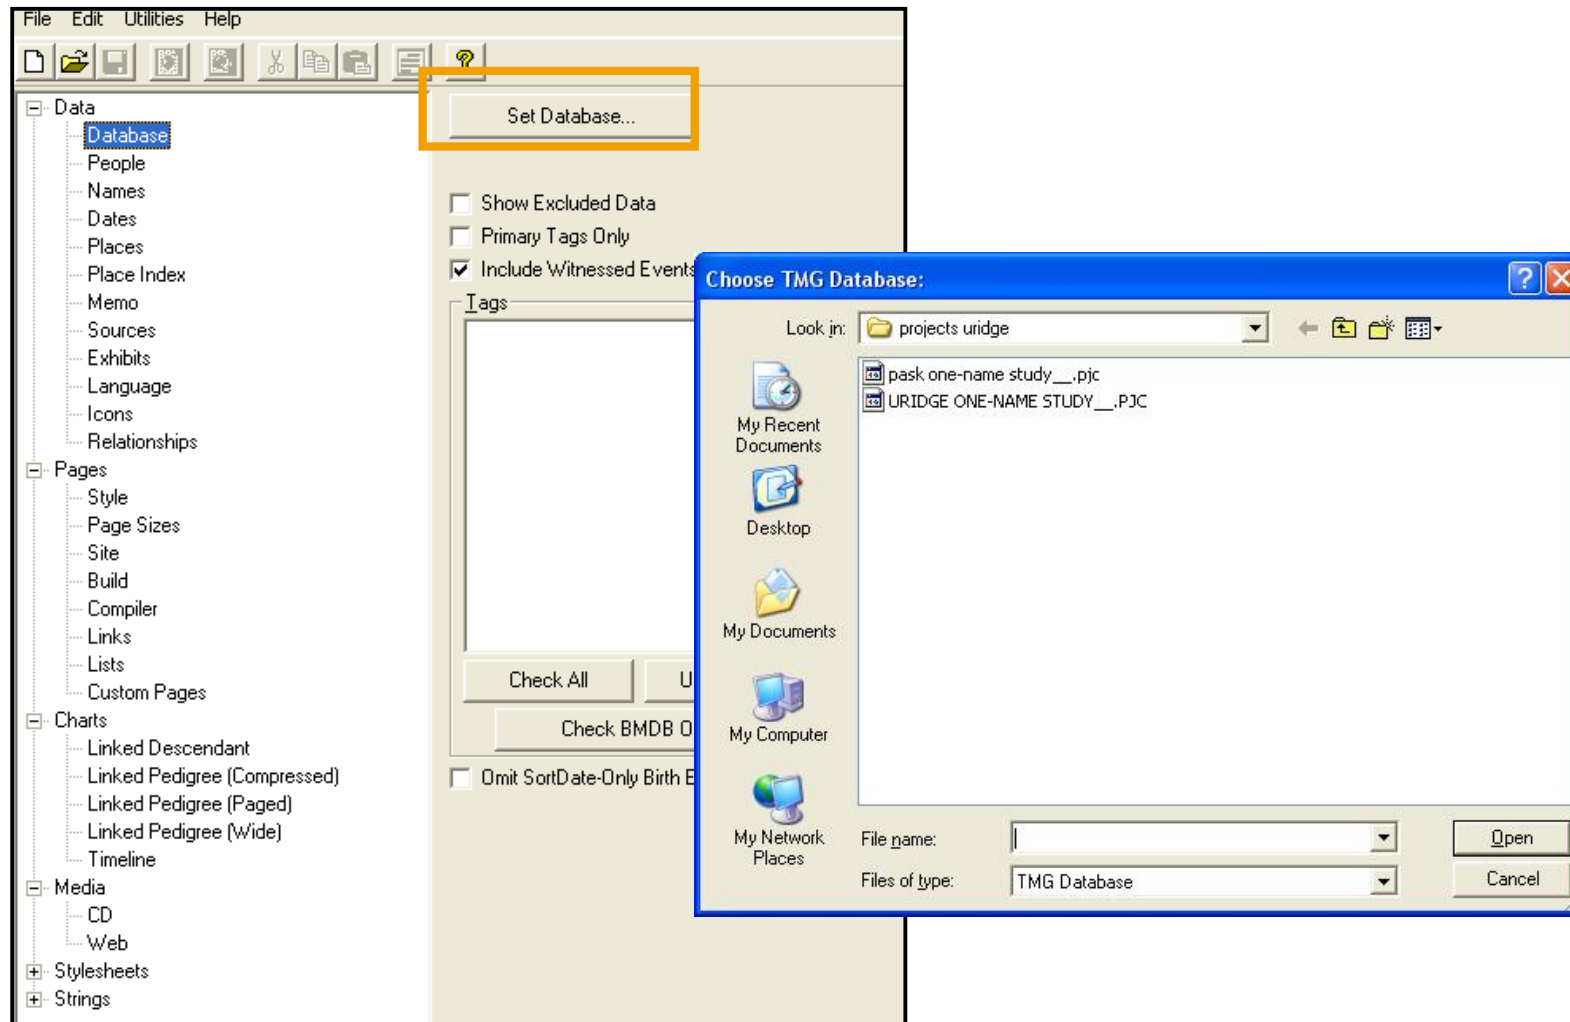 File Edit Utilities Help
Data
Database
People
Names
Dates
Places
Place Index
Memo
Sources
Exhibits
Language
Icons
Relationships
Pages
Style
Page Sizes
Site
Build
Compiler
Links
Lists
Custom Pages
Charts
Linked Descendant
Linked Pedigree (Compressed)
Linked Pedigree (Paged)
Linked Pedigree (Wide)
Timeline
Media
CD
Web
Stylesheets
Strings
Set Database...
Show Excluded Data
Primary Tags Only
Include Witnessed Events
Tags
Check All U
Check BMDB O
Omit SortDate-Only Birth E
Choose TMG Database:
Look in: projects uridge
pask one-name study__.pjc
URIDGE ONE-NAME STUDY__.PJC
My Recent
Documents
Desktop
My Documents
My Computer
My Network
Places
File name: Open
Files of type: TMG Database Cancel